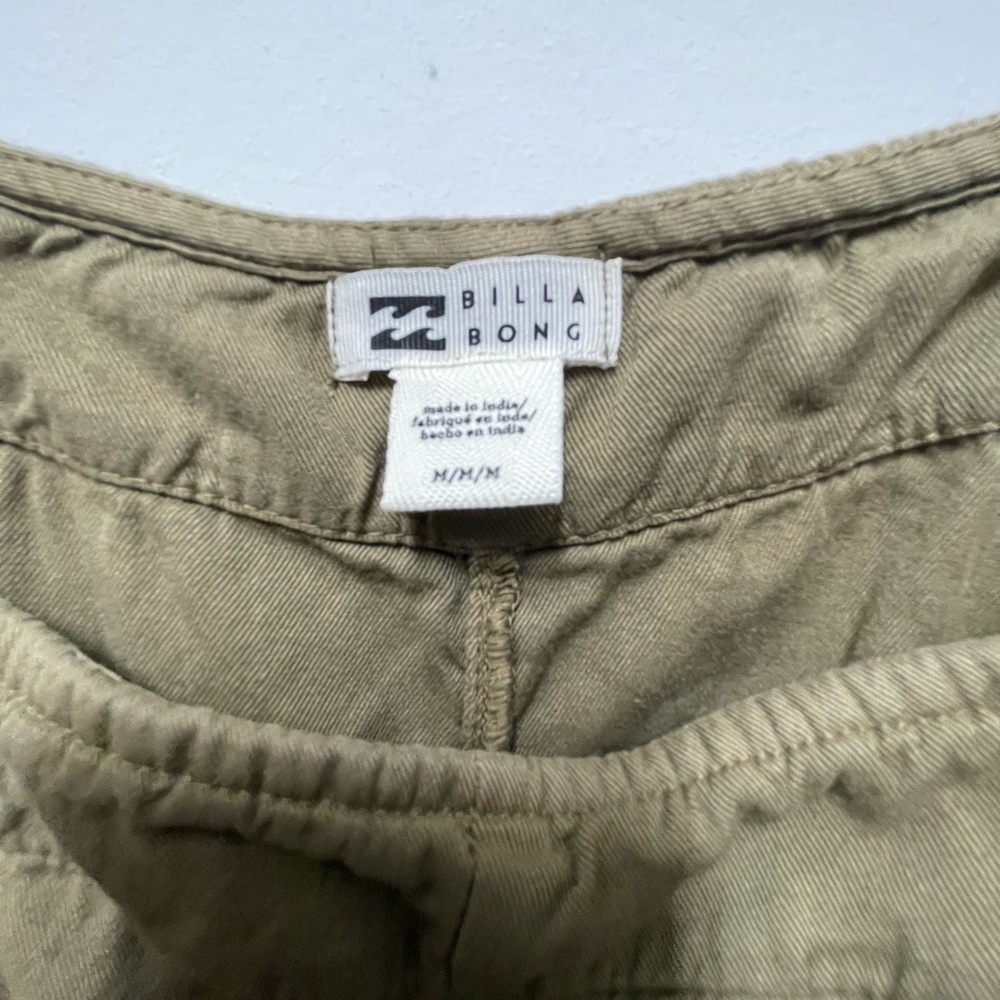 BILLA
BONG
made in India/
fabriqué en Inde/
hecho en India
M/M/M